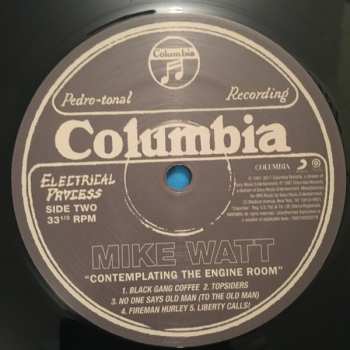 Columbia
Pedro-tonal Recording
Columbia
ELECTRICAL PROCESS
SIDE TWO
33 1/3 RPM
COLUMBIA
MIKE WATT
"CONTEMPLATING THE ENGINE ROOM"
1. BLACK GANG COFFEE 2. TOPSIDERS
3. NO ONE SAYS OLD MAN (TO THE OLD MAN)
4. FIREMAN HURLEY 5. LIBERTY CALLS!